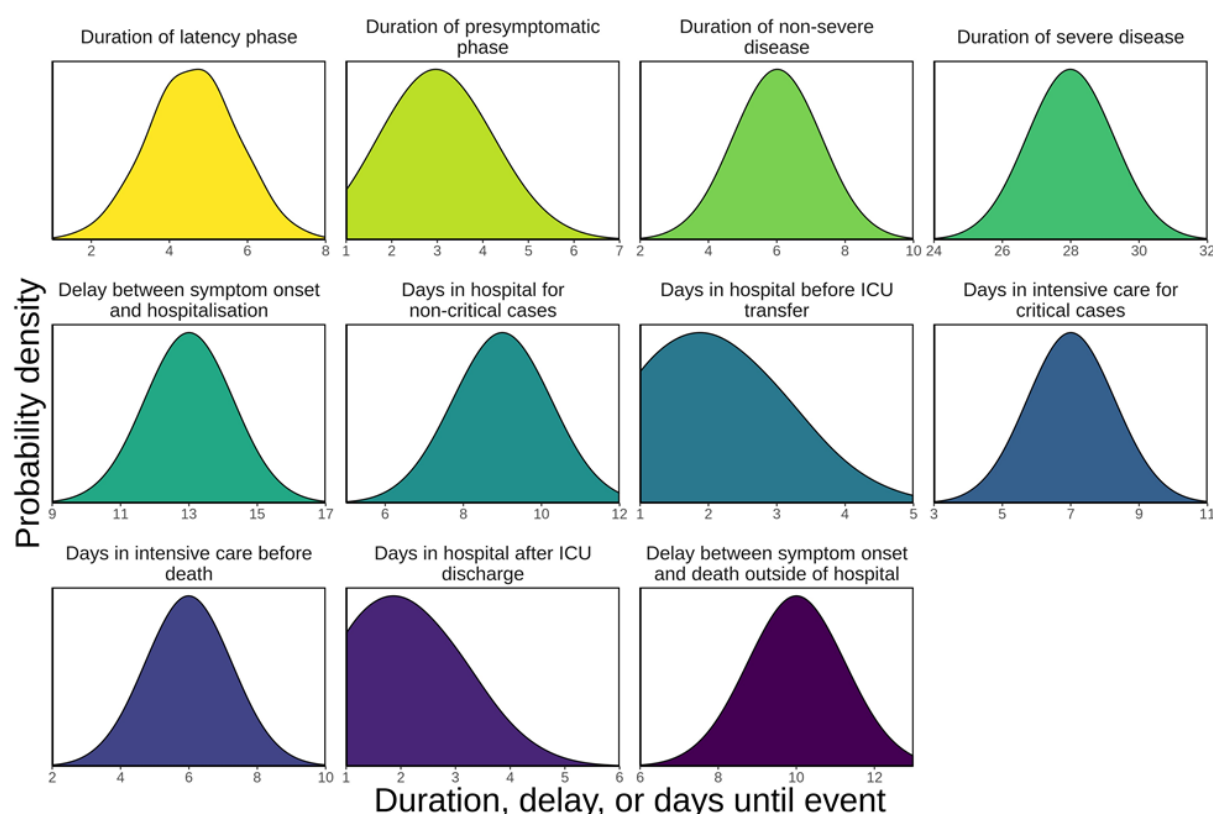 Duration of latency phase
Duration of presymptomatic
phase
Duration of non-severe
disease
Duration of severe disease
2 4 6 8
1 2 3 4 5 6 7
2 4 6 8 10
24 26 28 30 32
Delay between symptom onset
and hospitalisation
Days in hospital for
non-critical cases
Days in hospital before ICU
transfer
Days in intensive care for
critical cases
9 11 13 15 17
6 8 10 12
1 2 3 4 5
3 5 7 9 11
Probability density
Days in intensive care before
death
Days in hospital after ICU
discharge
Delay between symptom onset
and death outside of hospital
2 4 6 8 10
1 2 3 4 5 6
6 8 10 12
Duration, delay, or days until event